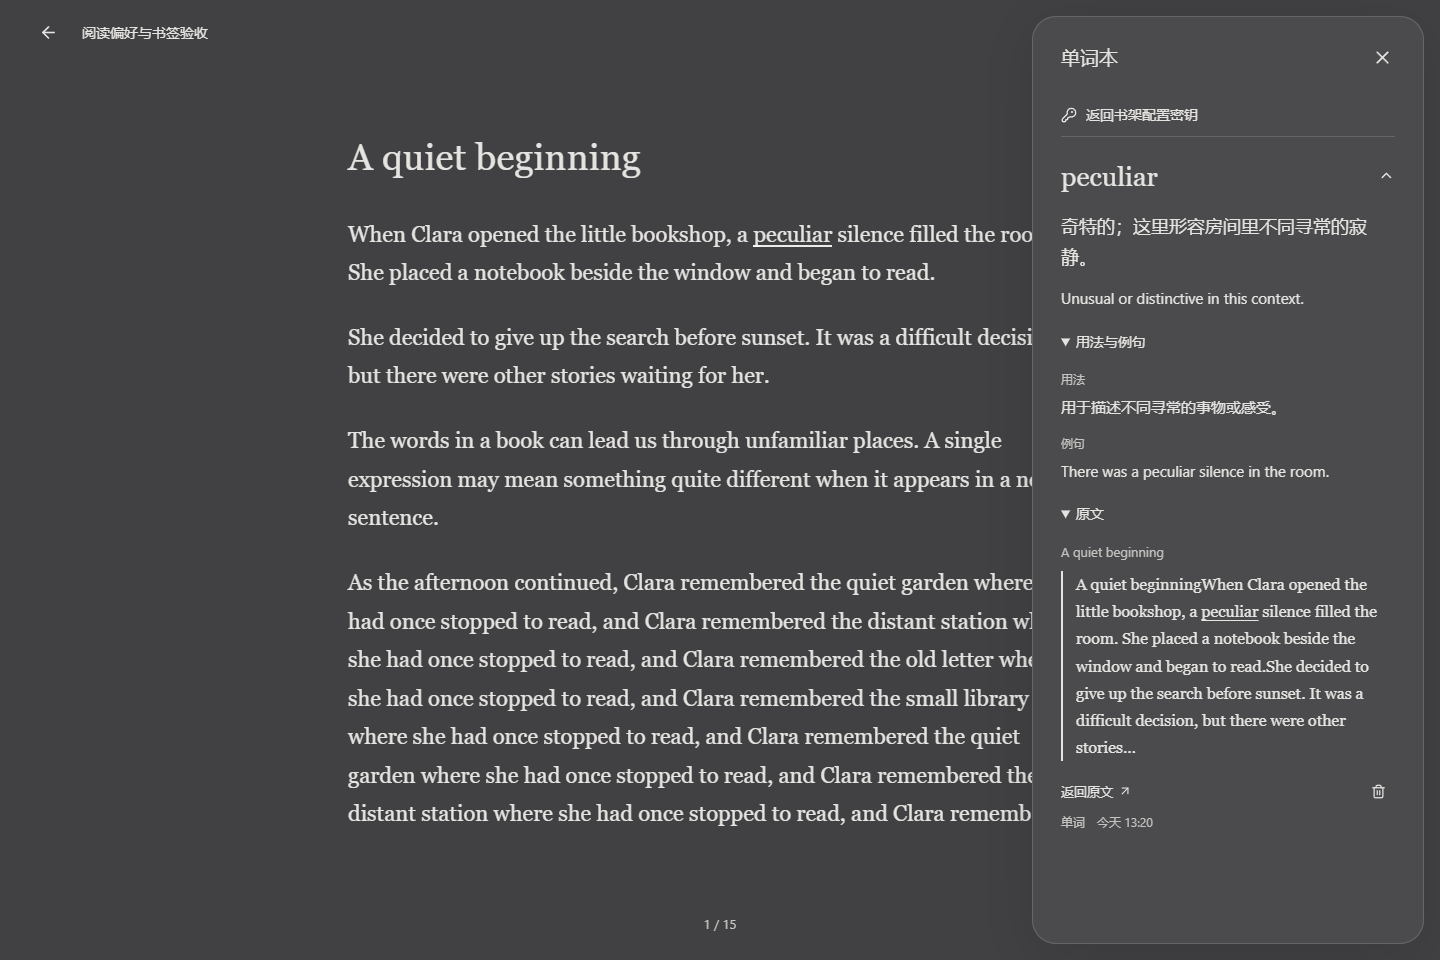 阅读偏好与书签验收
A quiet beginning
When Clara opened the little bookshop, a peculiar silence filled the
She placed a notebook beside the window and began to read.
She decided to give up the search before sunset. It was a difficult
but there were other stories waiting for her.
The words in a book can lead us through unfamiliar places. A single
expression may mean something quite different when it appears in a
sentence.
As the afternoon continued, Clara remembered the quiet garden where
had once stopped to read, and Clara remembered the distant station
she had once stopped to read, and Clara remembered the old letter
she had once stopped to read, and Clara remembered the small library
where she had once stopped to read, and Clara remembered the quiet
garden where she had once stopped to read, and Clara remembered the
distant station where she had once stopped to read, and Clara
1 / 15
单词本
返回书架配置密钥
peculiar
奇特的；这里形容房间里不同寻常的寂
静。
Unusual or distinctive in this context.
用法与例句
用法
用于描述不同寻常的事物或感受。
例句
There was a peculiar silence in the room.
原文
A quiet beginning
A quiet beginningWhen Clara opened the
little bookshop, a peculiar silence filled the
room. She placed a notebook beside the
window and began to read.She decided to
give up the search before sunset. It was a
difficult decision, but there were other
stories...
返回原文
单词 今天 13:20